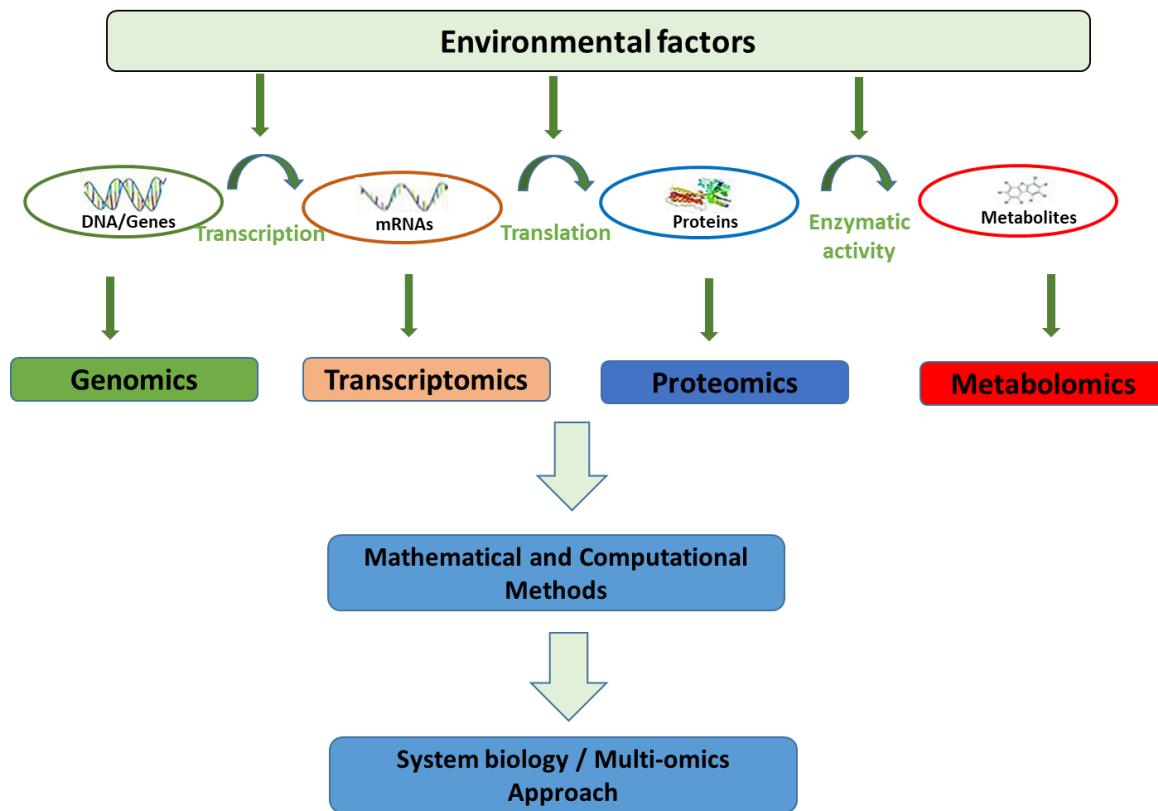 Environmental factors
DNA/Genes
Transcription
mRNAs
Translation
Proteins
Enzymatic
activity
Metabolites
Genomics
Transcriptomics
Proteomics
Metabolomics
Mathematical and Computational
Methods
System biology / Multi-omics
Approach